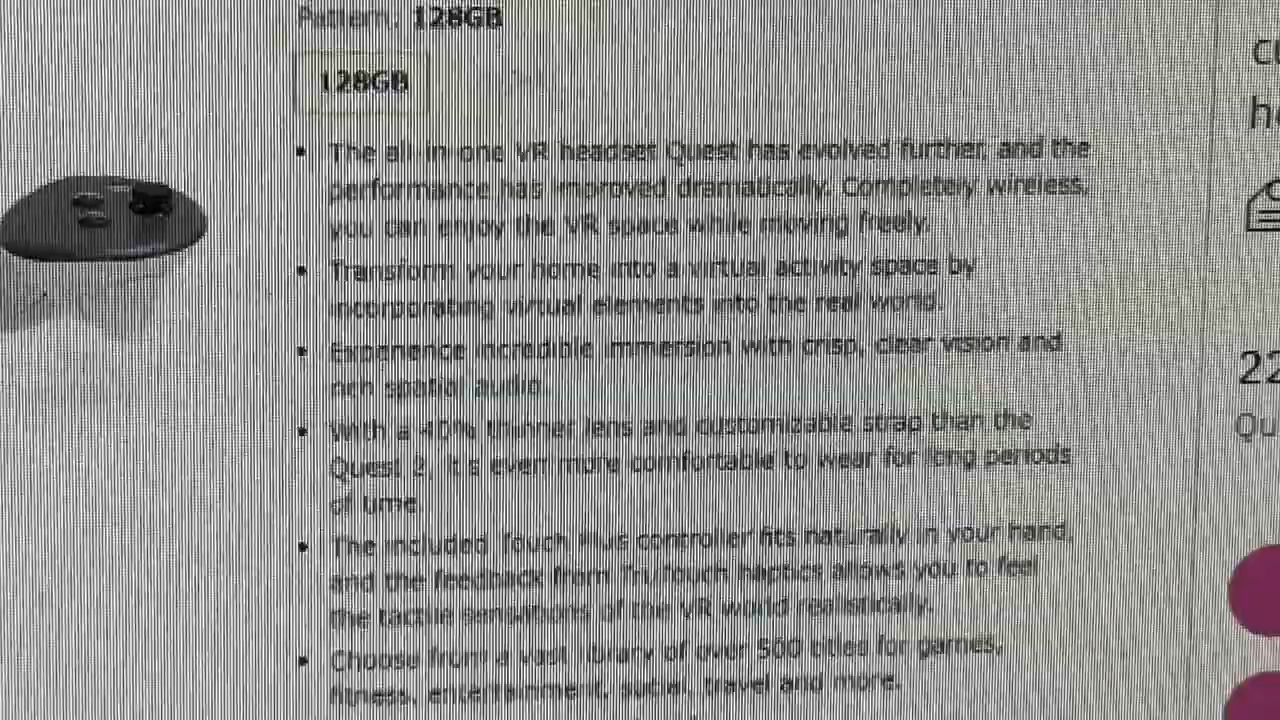 Pattern: 128GB
128GB
• The all-in-one VR headset Quest has evolved further, and the
performance has improved dramatically. Completely wireless,
you can enjoy the VR space while moving freely.
• Transform your home into a virtual activity space by
incorporating virtual elements into the real world.
• Experience incredible immersion with crisp, clear vision and
rich spatial audio.
• With a 40% thinner lens and customizable strap than the
Quest 2, it's even more comfortable to wear for long periods
of time.
• The included Touch Plus controller fits naturally in your hand,
and the feedback from TruTouch haptics allows you to feel
the tactile sensations of the VR world realistically.
• Choose from a vast library of over 500 titles for games,
fitness, entertainment, social, travel and more.
22
Qu